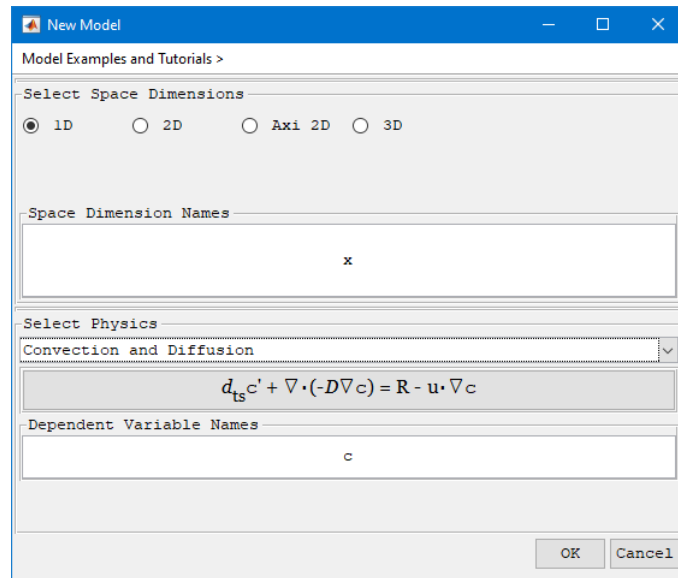 New Model
Model Examples and Tutorials >
Select Space Dimensions
1D 2D Axi 2D 3D
Space Dimension Names
x
Select Physics
Convection and Diffusion
d_ts c' + ∇·(-D∇c) = R - u·∇c
Dependent Variable Names
c
OK Cancel